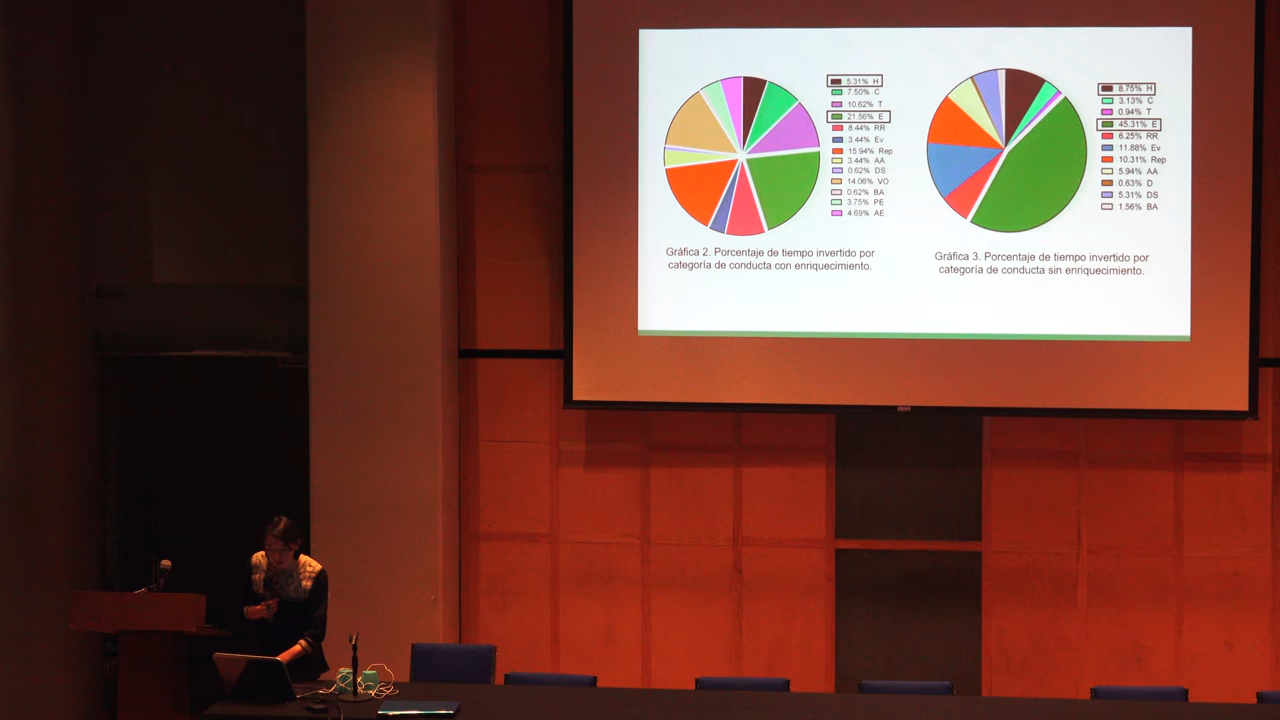 5.31% H
7.50% C
10.62% T
21.56% E
8.44% RR
3.44% Ev
15.94% Rep
3.44% AA
0.62% DS
14.06% VO
0.62% BA
3.75% PE
4.69% AE
Gráfica 2. Porcentaje de tiempo invertido por
categoría de conducta con enriquecimiento.
8.75% H
3.13% C
0.94% T
45.31% E
6.25% RR
11.88% Ev
10.31% Rep
5.94% AA
0.63% D
5.31% DS
1.56% BA
Gráfica 3. Porcentaje de tiempo invertido por
categoría de conducta sin enriquecimiento.